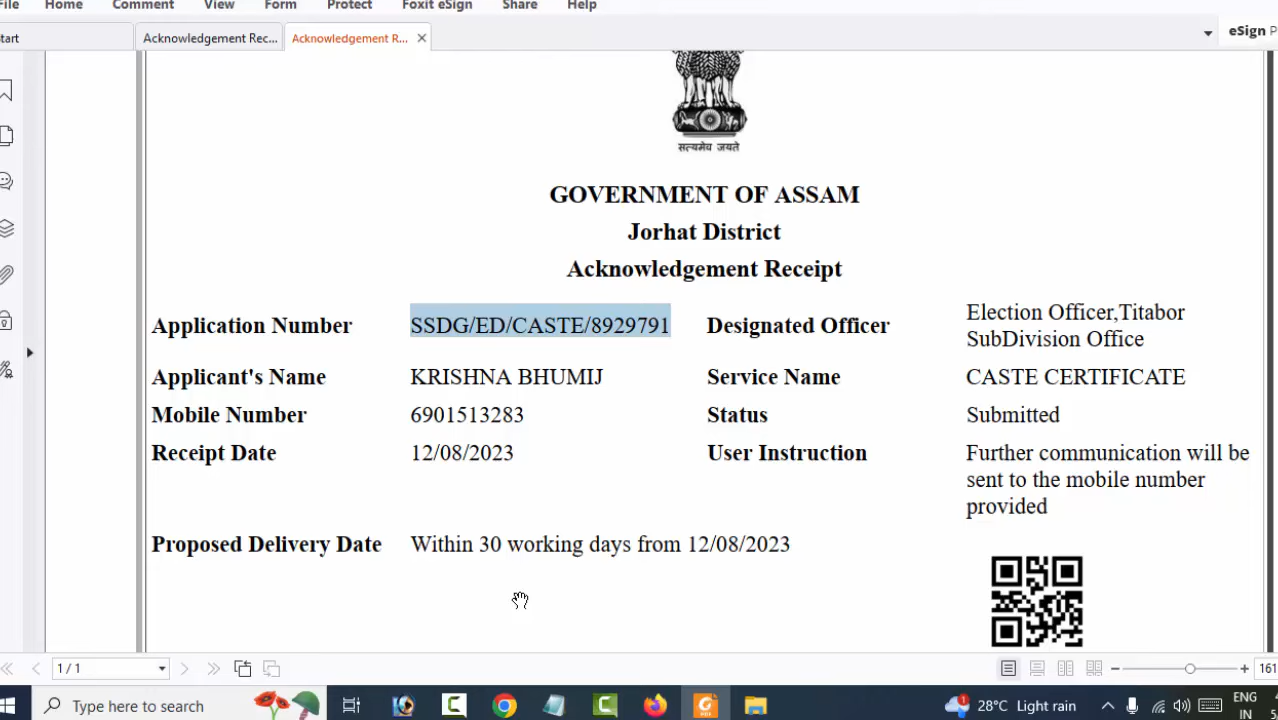 File Home Comment View Form Protect Foxit eSign Share Help
tart Acknowledgement Rec... Acknowledgement R... eSign
सत्यमेव जयते
GOVERNMENT OF ASSAM
Jorhat District
Acknowledgement Receipt
Application Number SSDG/ED/CASTE/8929791 Designated Officer Election Officer,Titabor
SubDivision Office
Applicant's Name KRISHNA BHUMIJ Service Name CASTE CERTIFICATE
Mobile Number 6901513283 Status Submitted
Receipt Date 12/08/2023 User Instruction Further communication will be
sent to the mobile number
provided
Proposed Delivery Date Within 30 working days from 12/08/2023
1 / 1 161
Type here to search 1 28°C Light rain ENG
IN